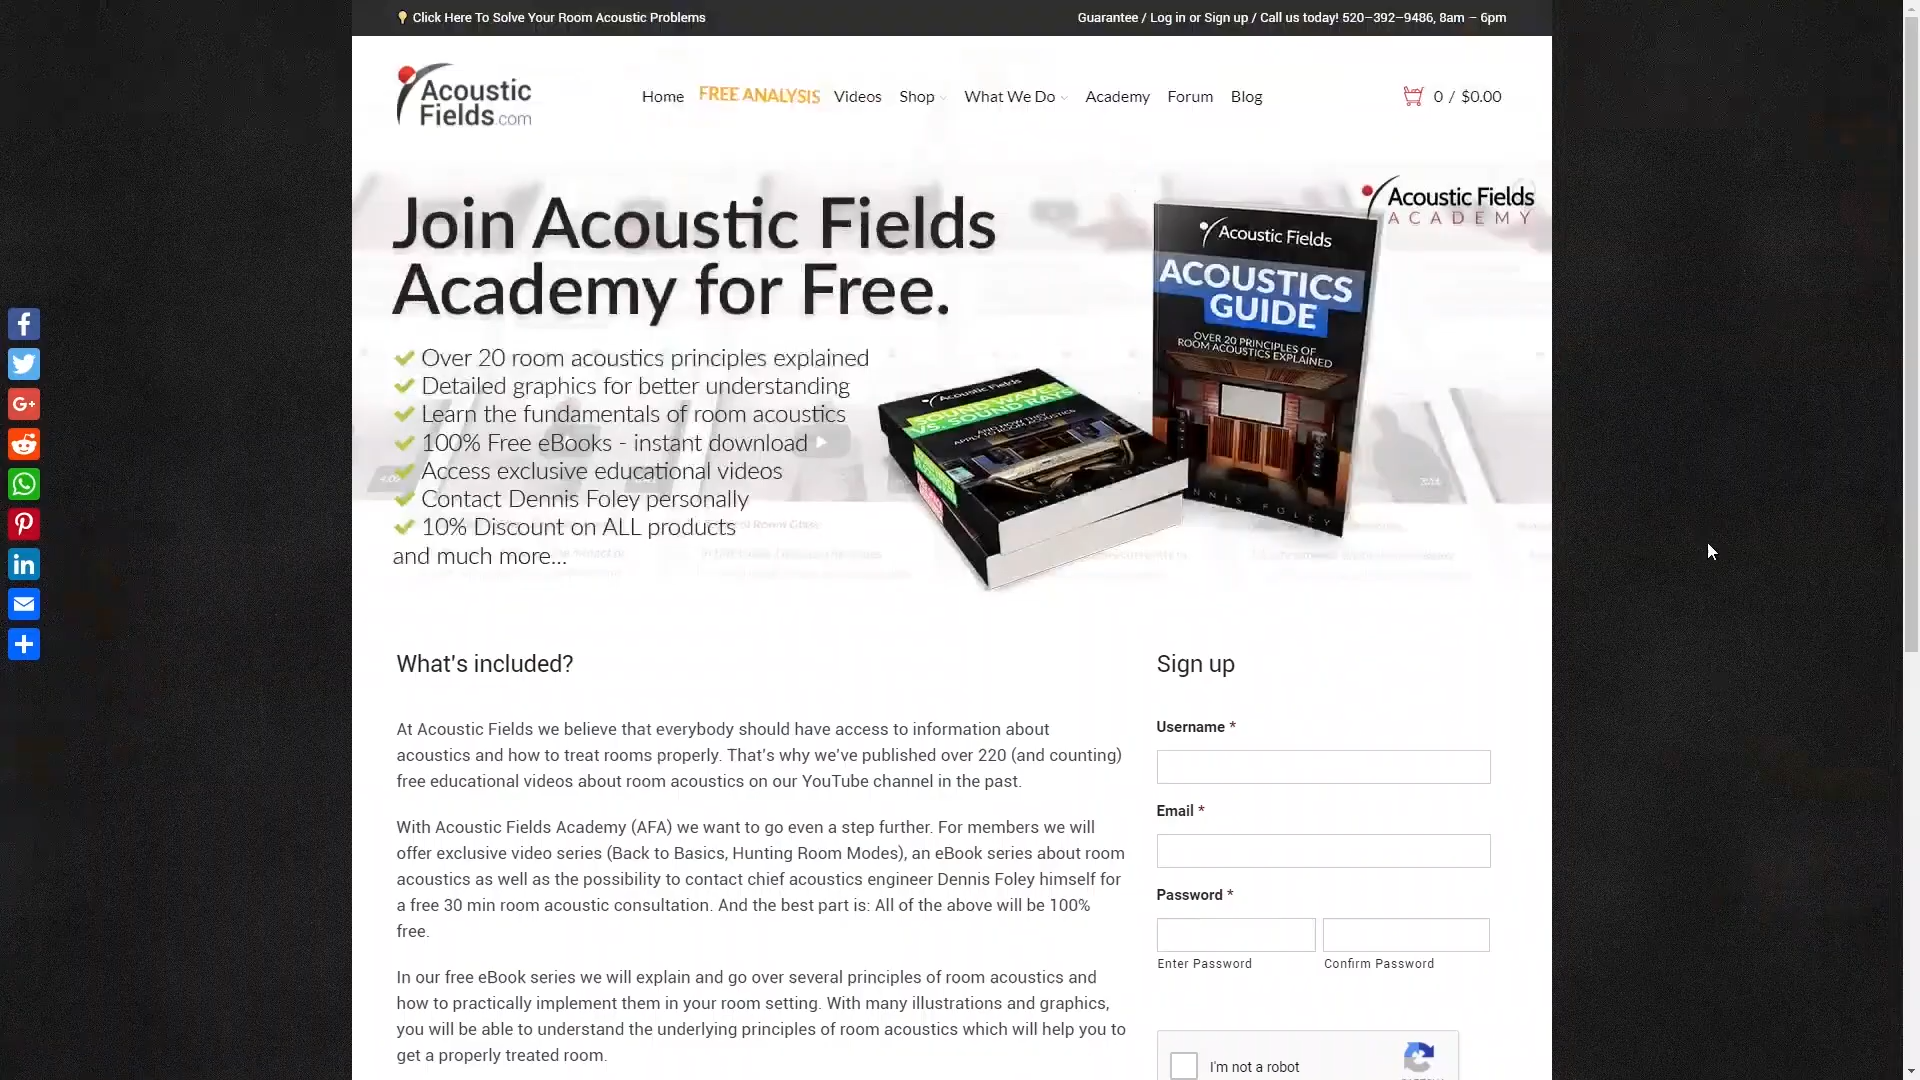 Click Here To Solve Your Room Acoustic Problems
Guarantee / Log in or Sign up / Call us today! 520–392–9486, 8am – 6pm
Acoustic
Fields.com
Home FREE ANALYSIS Videos Shop What We Do Academy Forum Blog
0 / $0.00
Join Acoustic Fields
Academy for Free.
Over 20 room acoustics principles explained
Detailed graphics for better understanding
Learn the fundamentals of room acoustics
100% Free eBooks - instant download
Access exclusive educational videos
Contact Dennis Foley personally
10% Discount on ALL products
and much more...
Acoustic Fields
ACADEMY
Acoustic Fields
ACOUSTICS
GUIDE
OVER 20 PRINCIPLES OF
ROOM ACOUSTICS EXPLAINED
Acoustic Fields
SOUND WAVES
VS. SOUND RAYS
AND HOW THEY
APPLY TO ROOM ACOUSTICS
What's included?
At Acoustic Fields we believe that everybody should have access to information about
acoustics and how to treat rooms properly. That's why we've published over 220 (and counting)
free educational videos about room acoustics on our YouTube channel in the past.
With Acoustic Fields Academy (AFA) we want to go even a step further. For members we will
offer exclusive video series (Back to Basics, Hunting Room Modes), an eBook series about room
acoustics as well as the possibility to contact chief acoustics engineer Dennis Foley himself for
a free 30 min room acoustic consultation. And the best part is: All of the above will be 100%
free.
In our free eBook series we will explain and go over several principles of room acoustics and
how to practically implement them in your room setting. With many illustrations and graphics,
you will be able to understand the underlying principles of room acoustics which will help you to
get a properly treated room.
Sign up
Username *
Email *
Password *
Enter Password Confirm Password
I'm not a robot